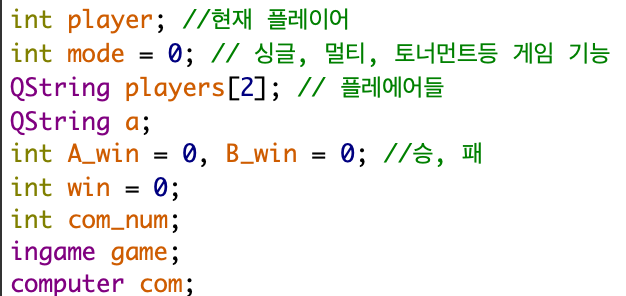 int player; //현재 플레이어
int mode = 0; // 싱글, 멀티, 토너먼트등 게임 기능
QString players[2]; // 플레에어들
QString a;
int A_win = 0, B_win = 0; //승, 패
int win = 0;
int com_num;
ingame game;
computer com;